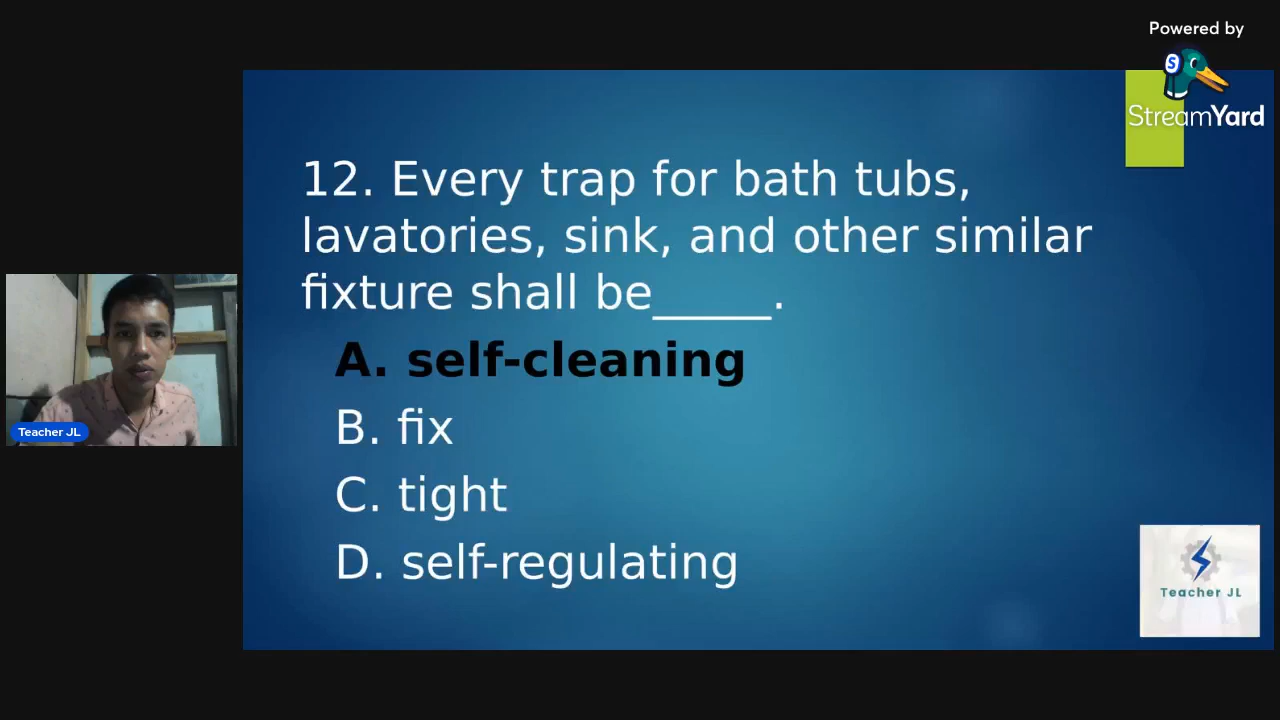 Powered by
StreamYard
12. Every trap for bath tubs,
lavatories, sink, and other similar
fixture shall be_____.
A. self-cleaning
B. fix
C. tight
D. self-regulating
Teacher JL
Teacher JL